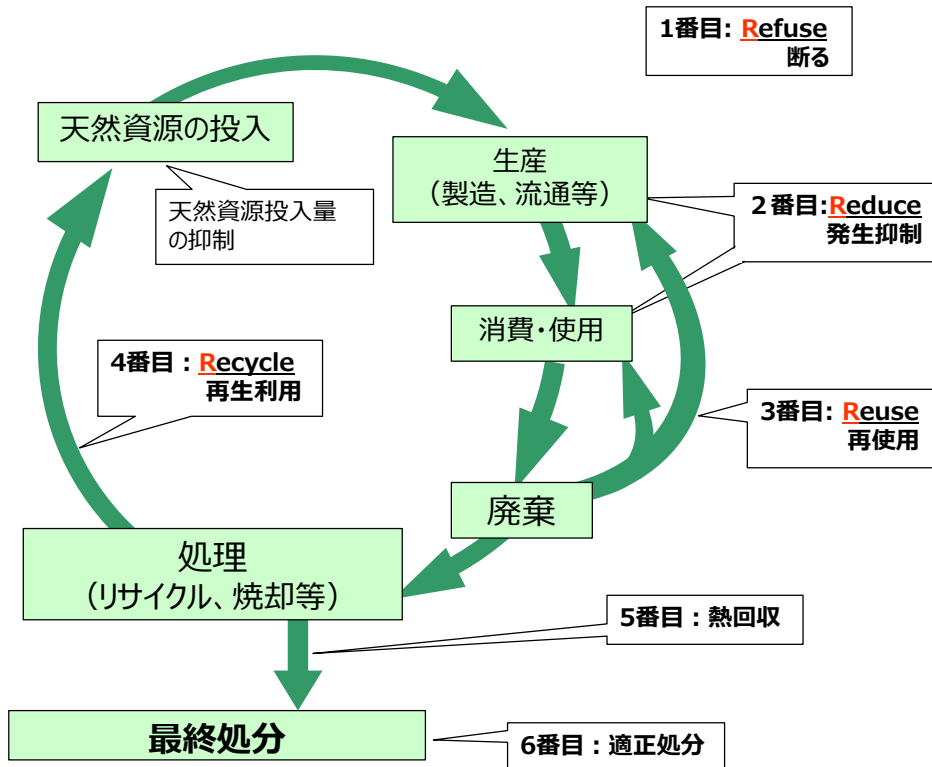 1番目: Refuse
断る
天然資源の投入
生産
（製造、流通等）
天然資源投入量
の抑制
２番目:Reduce
発生抑制
消費・使用
4番目：Recycle
再生利用
3番目: Reuse
再使用
廃棄
処理
（リサイクル、焼却等）
5番目：熱回収
最終処分
6番目：適正処分